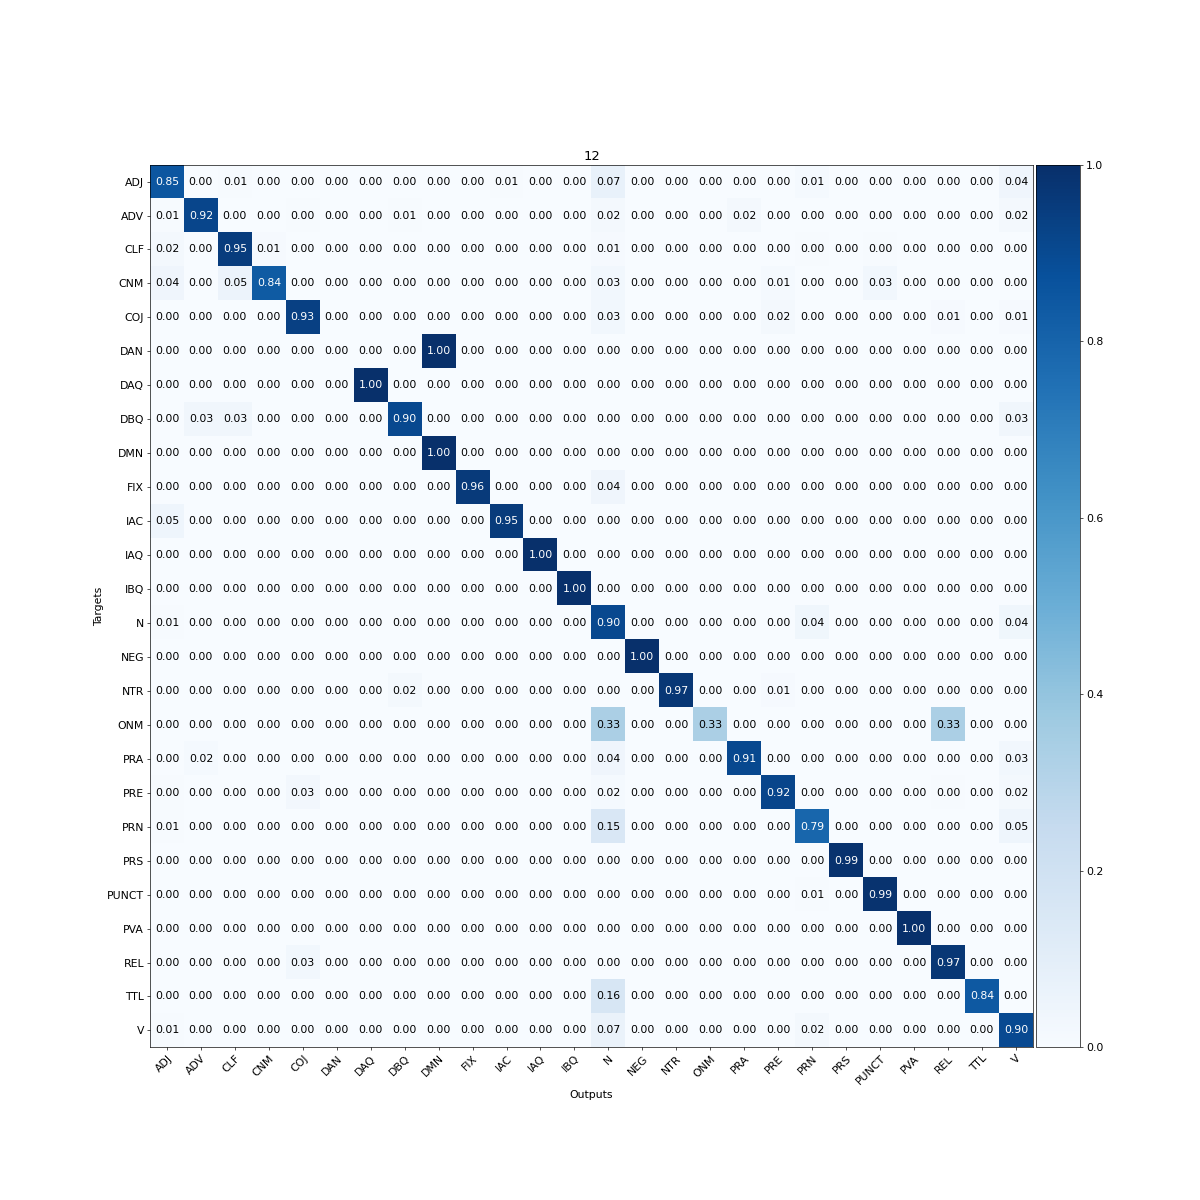 12
ADJ 0.85 0.00 0.01 0.00 0.00 0.00 0.00 0.00 0.00 0.00 0.01 0.00 0.00 0.07 0.00 0.00 0.00 0.00 0.00 0.01 0.00 0.00 0.00 0.00 0.00 0.04
ADV 0.01 0.92 0.00 0.00 0.00 0.00 0.00 0.01 0.00 0.00 0.00 0.00 0.00 0.02 0.00 0.00 0.00 0.02 0.00 0.00 0.00 0.00 0.00 0.00 0.00 0.02
CLF 0.02 0.00 0.95 0.01 0.00 0.00 0.00 0.00 0.00 0.00 0.00 0.00 0.00 0.01 0.00 0.00 0.00 0.00 0.00 0.00 0.00 0.00 0.00 0.00 0.00 0.00
CNM 0.04 0.00 0.05 0.84 0.00 0.00 0.00 0.00 0.00 0.00 0.00 0.00 0.00 0.03 0.00 0.00 0.00 0.00 0.01 0.00 0.00 0.03 0.00 0.00 0.00 0.00
COJ 0.00 0.00 0.00 0.00 0.93 0.00 0.00 0.00 0.00 0.00 0.00 0.00 0.00 0.03 0.00 0.00 0.00 0.00 0.02 0.00 0.00 0.00 0.00 0.01 0.00 0.01
DAN 0.00 0.00 0.00 0.00 0.00 0.00 0.00 0.00 1.00 0.00 0.00 0.00 0.00 0.00 0.00 0.00 0.00 0.00 0.00 0.00 0.00 0.00 0.00 0.00 0.00 0.00
DAQ 0.00 0.00 0.00 0.00 0.00 0.00 1.00 0.00 0.00 0.00 0.00 0.00 0.00 0.00 0.00 0.00 0.00 0.00 0.00 0.00 0.00 0.00 0.00 0.00 0.00 0.00
DBQ 0.00 0.03 0.03 0.00 0.00 0.00 0.00 0.90 0.00 0.00 0.00 0.00 0.00 0.00 0.00 0.00 0.00 0.00 0.00 0.00 0.00 0.00 0.00 0.00 0.00 0.03
DMN 0.00 0.00 0.00 0.00 0.00 0.00 0.00 0.00 1.00 0.00 0.00 0.00 0.00 0.00 0.00 0.00 0.00 0.00 0.00 0.00 0.00 0.00 0.00 0.00 0.00 0.00
FIX 0.00 0.00 0.00 0.00 0.00 0.00 0.00 0.00 0.00 0.96 0.00 0.00 0.00 0.04 0.00 0.00 0.00 0.00 0.00 0.00 0.00 0.00 0.00 0.00 0.00 0.00
IAC 0.05 0.00 0.00 0.00 0.00 0.00 0.00 0.00 0.00 0.00 0.95 0.00 0.00 0.00 0.00 0.00 0.00 0.00 0.00 0.00 0.00 0.00 0.00 0.00 0.00 0.00
IAQ 0.00 0.00 0.00 0.00 0.00 0.00 0.00 0.00 0.00 0.00 0.00 1.00 0.00 0.00 0.00 0.00 0.00 0.00 0.00 0.00 0.00 0.00 0.00 0.00 0.00 0.00
IBQ 0.00 0.00 0.00 0.00 0.00 0.00 0.00 0.00 0.00 0.00 0.00 0.00 1.00 0.00 0.00 0.00 0.00 0.00 0.00 0.00 0.00 0.00 0.00 0.00 0.00 0.00
N 0.01 0.00 0.00 0.00 0.00 0.00 0.00 0.00 0.00 0.00 0.00 0.00 0.00 0.90 0.00 0.00 0.00 0.00 0.00 0.04 0.00 0.00 0.00 0.00 0.00 0.04
NEG 0.00 0.00 0.00 0.00 0.00 0.00 0.00 0.00 0.00 0.00 0.00 0.00 0.00 0.00 1.00 0.00 0.00 0.00 0.00 0.00 0.00 0.00 0.00 0.00 0.00 0.00
NTR 0.00 0.00 0.00 0.00 0.00 0.00 0.00 0.02 0.00 0.00 0.00 0.00 0.00 0.00 0.00 0.97 0.00 0.00 0.01 0.00 0.00 0.00 0.00 0.00 0.00 0.00
ONM 0.00 0.00 0.00 0.00 0.00 0.00 0.00 0.00 0.00 0.00 0.00 0.00 0.00 0.33 0.00 0.00 0.33 0.00 0.00 0.00 0.00 0.00 0.00 0.33 0.00 0.00
PRA 0.00 0.02 0.00 0.00 0.00 0.00 0.00 0.00 0.00 0.00 0.00 0.00 0.00 0.04 0.00 0.00 0.00 0.91 0.00 0.00 0.00 0.00 0.00 0.00 0.00 0.03
PRE 0.00 0.00 0.00 0.00 0.03 0.00 0.00 0.00 0.00 0.00 0.00 0.00 0.00 0.02 0.00 0.00 0.00 0.00 0.92 0.00 0.00 0.00 0.00 0.00 0.00 0.02
PRN 0.01 0.00 0.00 0.00 0.00 0.00 0.00 0.00 0.00 0.00 0.00 0.00 0.00 0.15 0.00 0.00 0.00 0.00 0.00 0.79 0.00 0.00 0.00 0.00 0.00 0.05
PRS 0.00 0.00 0.00 0.00 0.00 0.00 0.00 0.00 0.00 0.00 0.00 0.00 0.00 0.00 0.00 0.00 0.00 0.00 0.00 0.00 0.99 0.00 0.00 0.00 0.00 0.00
PUNCT 0.00 0.00 0.00 0.00 0.00 0.00 0.00 0.00 0.00 0.00 0.00 0.00 0.00 0.00 0.00 0.00 0.00 0.00 0.00 0.01 0.00 0.99 0.00 0.00 0.00 0.00
PVA 0.00 0.00 0.00 0.00 0.00 0.00 0.00 0.00 0.00 0.00 0.00 0.00 0.00 0.00 0.00 0.00 0.00 0.00 0.00 0.00 0.00 0.00 1.00 0.00 0.00 0.00
REL 0.00 0.00 0.00 0.00 0.03 0.00 0.00 0.00 0.00 0.00 0.00 0.00 0.00 0.00 0.00 0.00 0.00 0.00 0.00 0.00 0.00 0.00 0.00 0.97 0.00 0.00
TTL 0.00 0.00 0.00 0.00 0.00 0.00 0.00 0.00 0.00 0.00 0.00 0.00 0.00 0.16 0.00 0.00 0.00 0.00 0.00 0.00 0.00 0.00 0.00 0.00 0.84 0.00
V 0.01 0.00 0.00 0.00 0.00 0.00 0.00 0.00 0.00 0.00 0.00 0.00 0.00 0.07 0.00 0.00 0.00 0.00 0.00 0.02 0.00 0.00 0.00 0.00 0.00 0.90
ADJ ADV CLF CNM COJ DAN DAQ DBQ DMN FIX IAC IAQ IBQ N NEG NTR ONM PRA PRE PRN PRS PUNCT PVA REL TTL V
Outputs
Targets
1.0
0.8
0.6
0.4
0.2
0.0